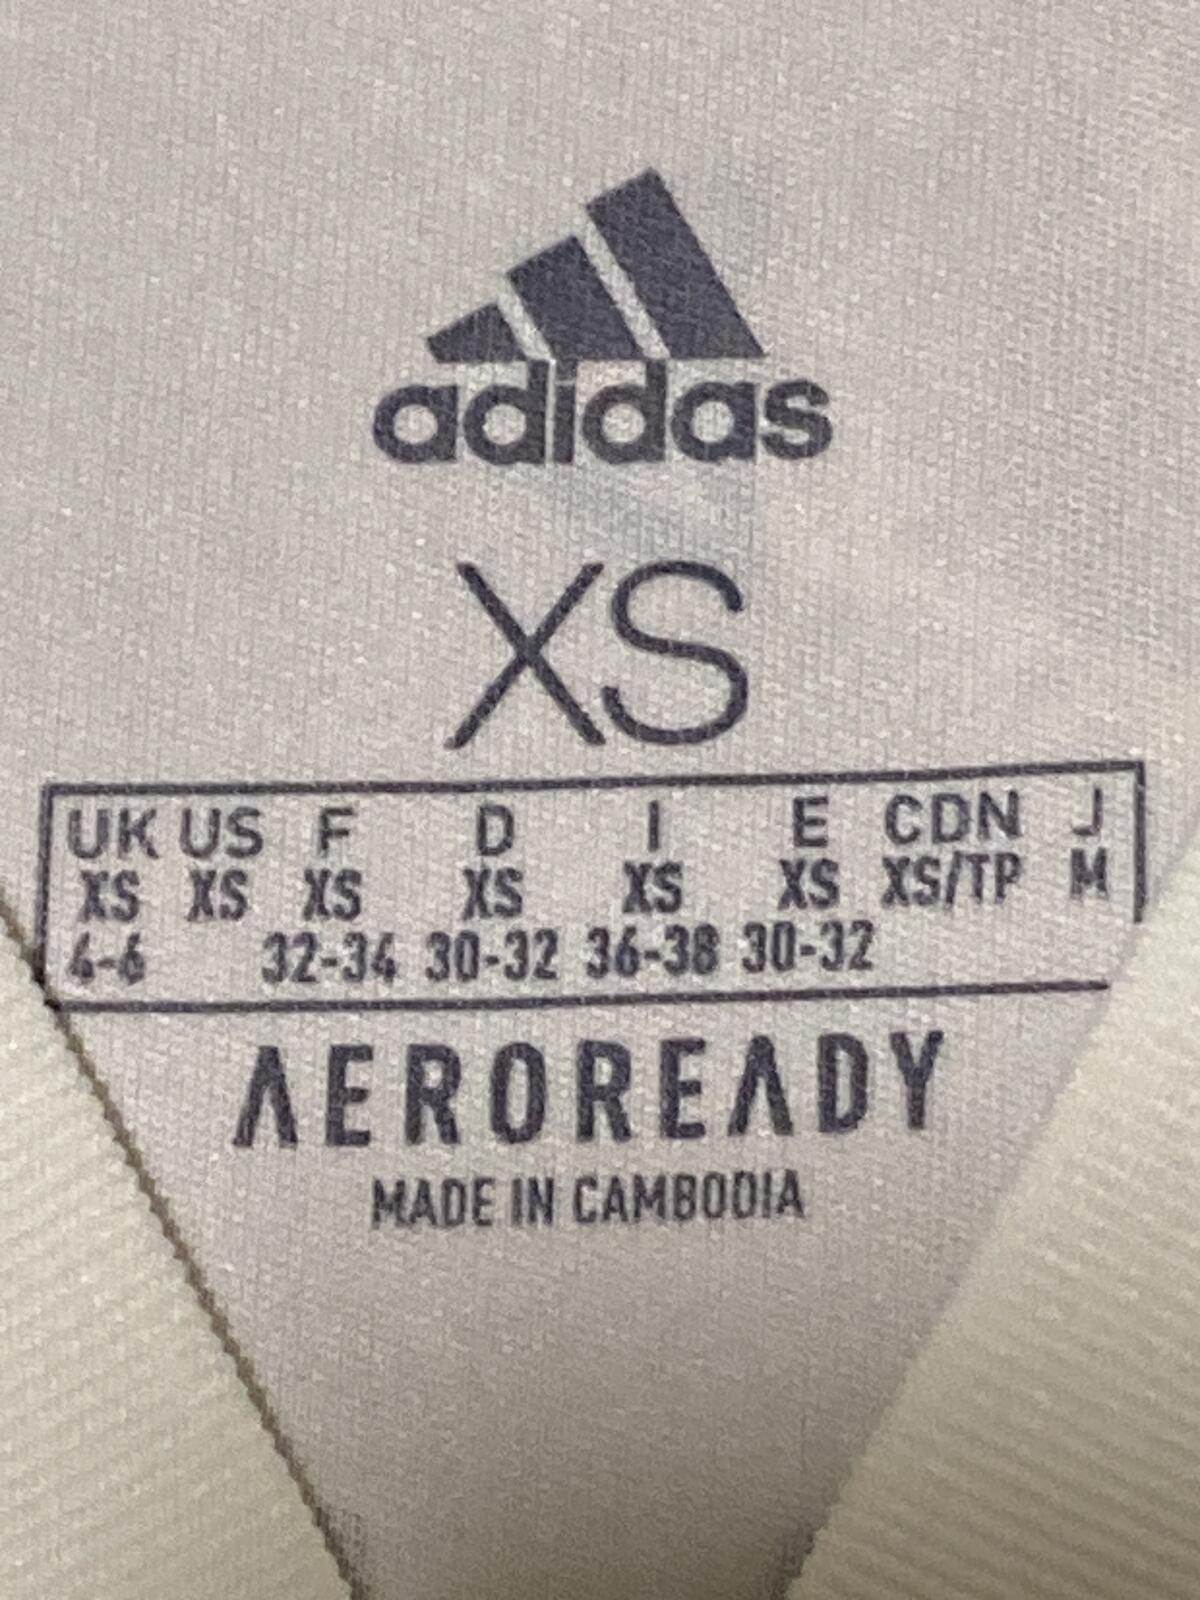 adidas
XS
UK US F D I E CDN J
XS XS XS XS XS XS XS/TP M
4-6 32-34 30-32 36-38 30-32
AEROREADY
MADE IN CAMBODIA